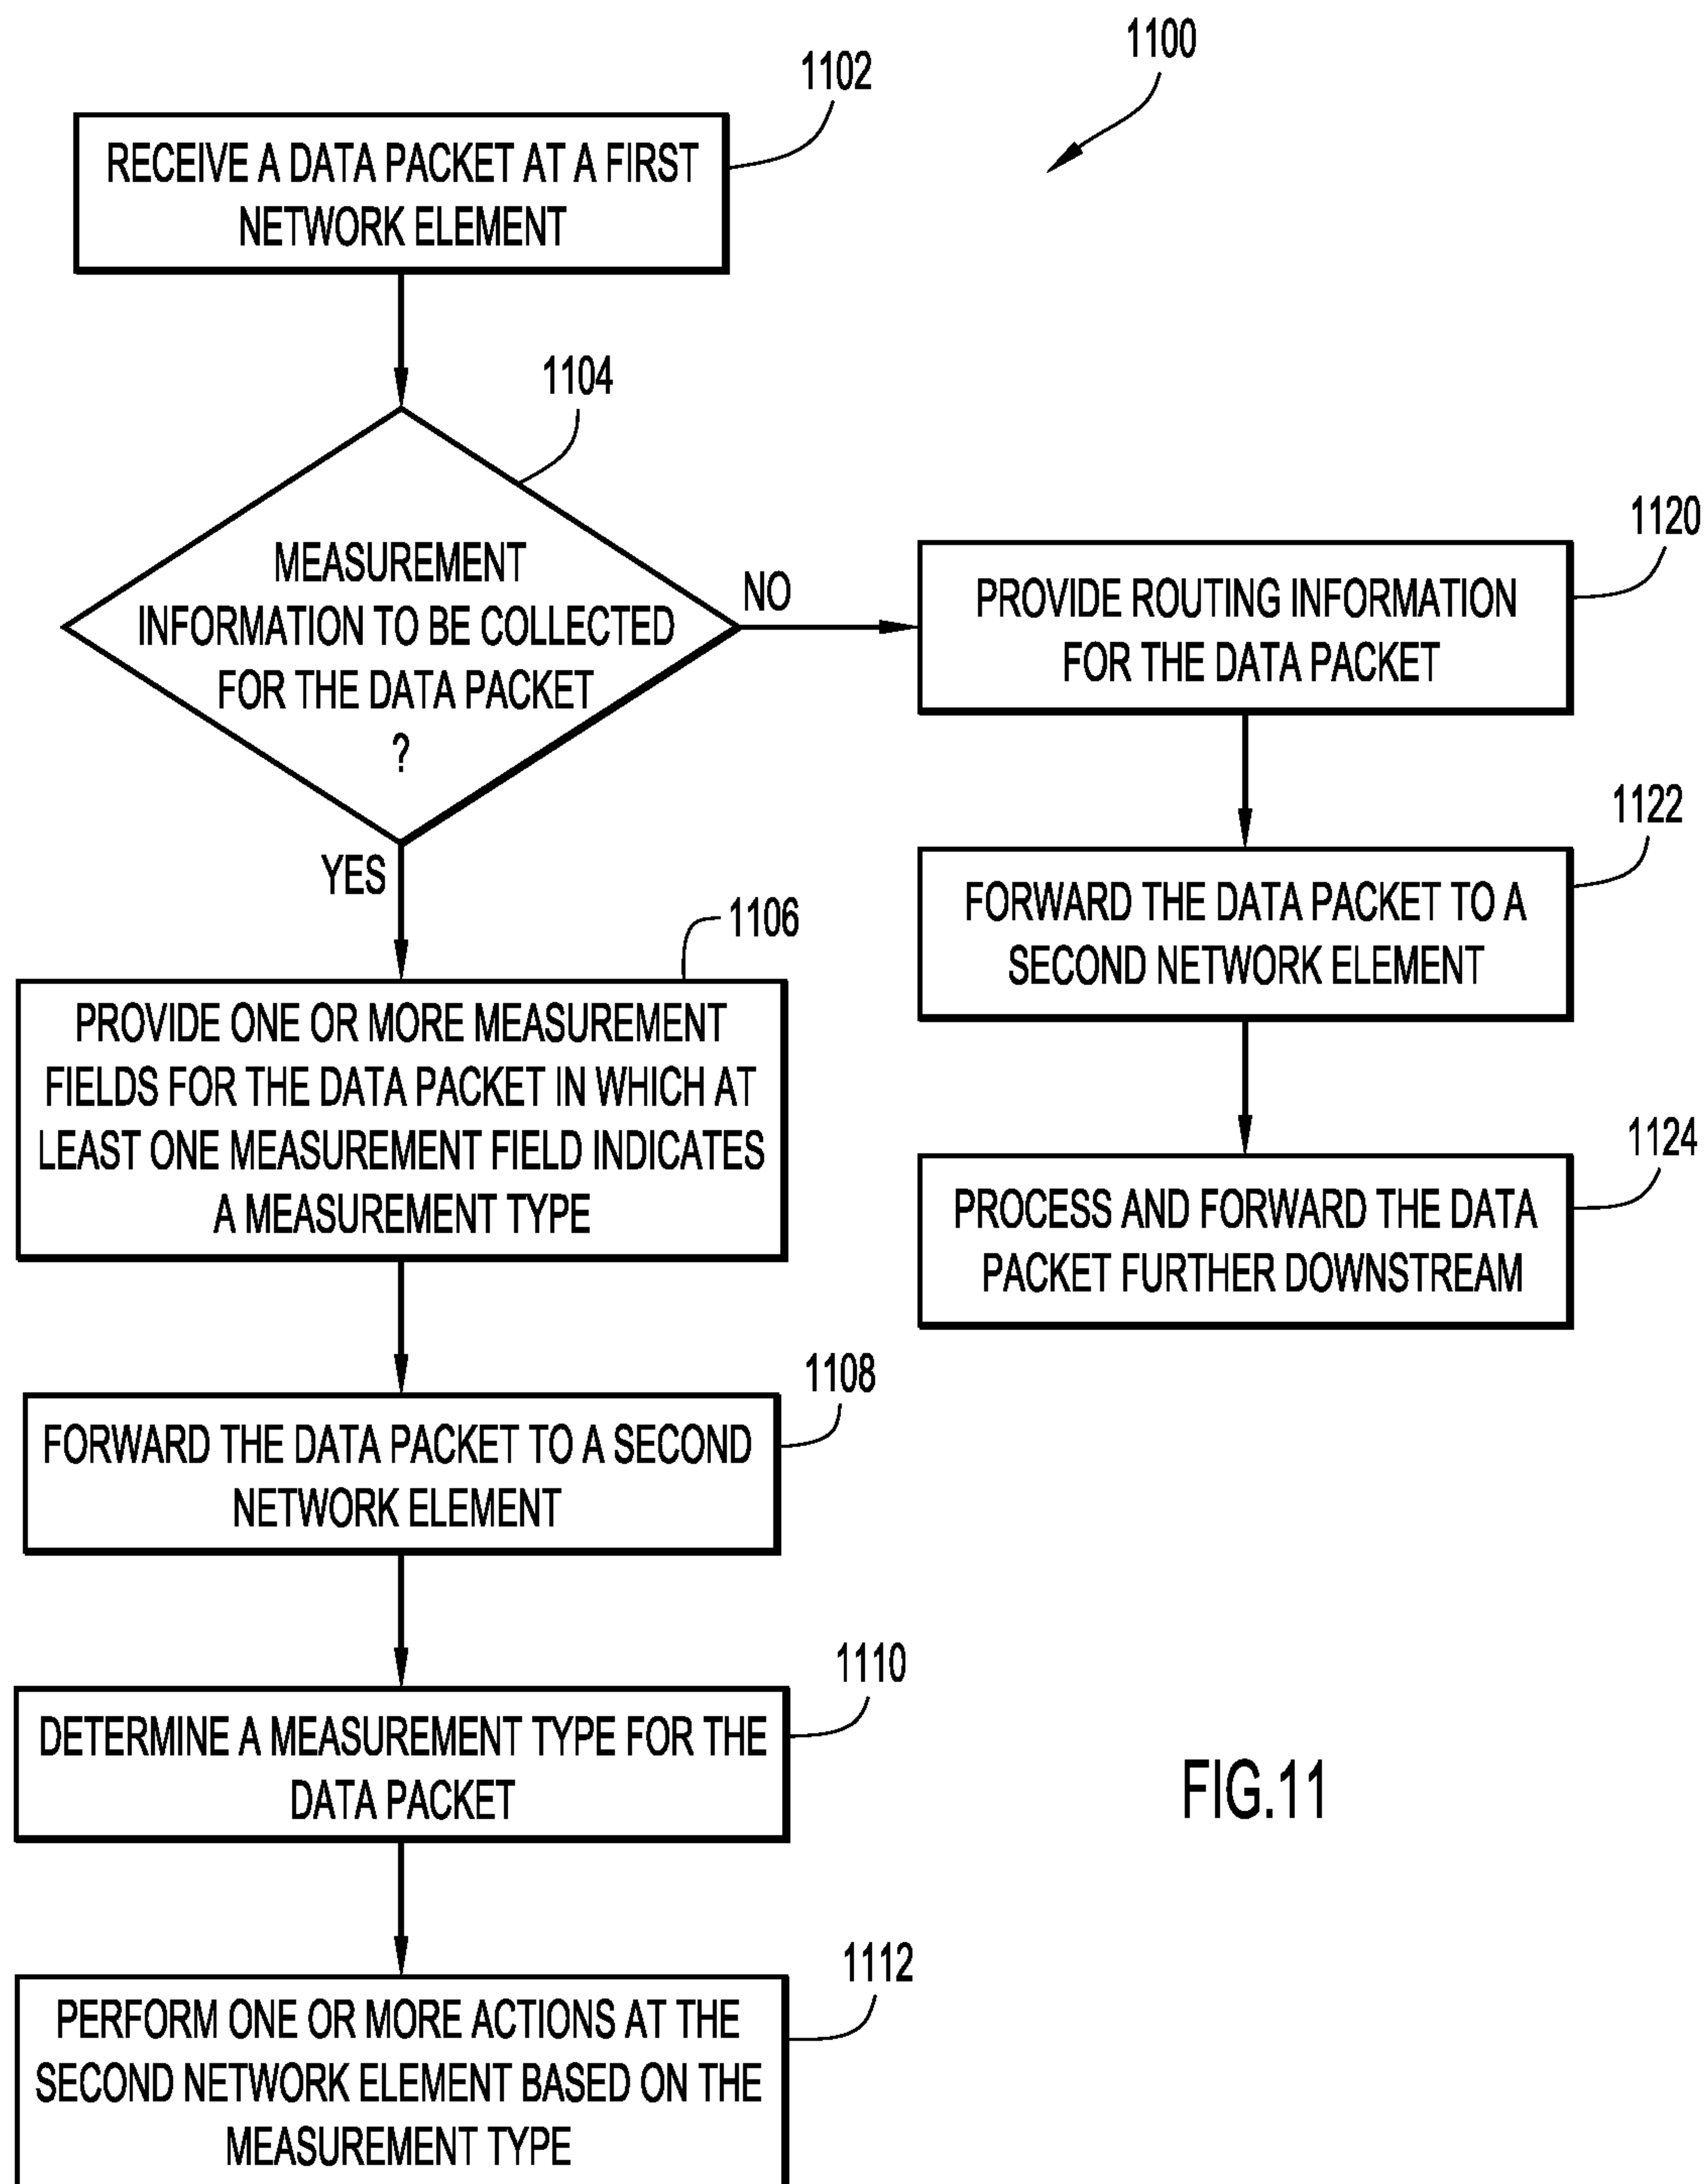 1100
1102
RECEIVE A DATA PACKET AT A FIRST
NETWORK ELEMENT
1104
MEASUREMENT
INFORMATION TO BE COLLECTED
FOR THE DATA PACKET
?
NO
YES
1106
PROVIDE ONE OR MORE MEASUREMENT
FIELDS FOR THE DATA PACKET IN WHICH AT
LEAST ONE MEASUREMENT FIELD INDICATES
A MEASUREMENT TYPE
1108
FORWARD THE DATA PACKET TO A SECOND
NETWORK ELEMENT
1110
DETERMINE A MEASUREMENT TYPE FOR THE
DATA PACKET
1112
PERFORM ONE OR MORE ACTIONS AT THE
SECOND NETWORK ELEMENT BASED ON THE
MEASUREMENT TYPE
1120
PROVIDE ROUTING INFORMATION
FOR THE DATA PACKET
1122
FORWARD THE DATA PACKET TO A
SECOND NETWORK ELEMENT
1124
PROCESS AND FORWARD THE DATA
PACKET FURTHER DOWNSTREAM
FIG.11